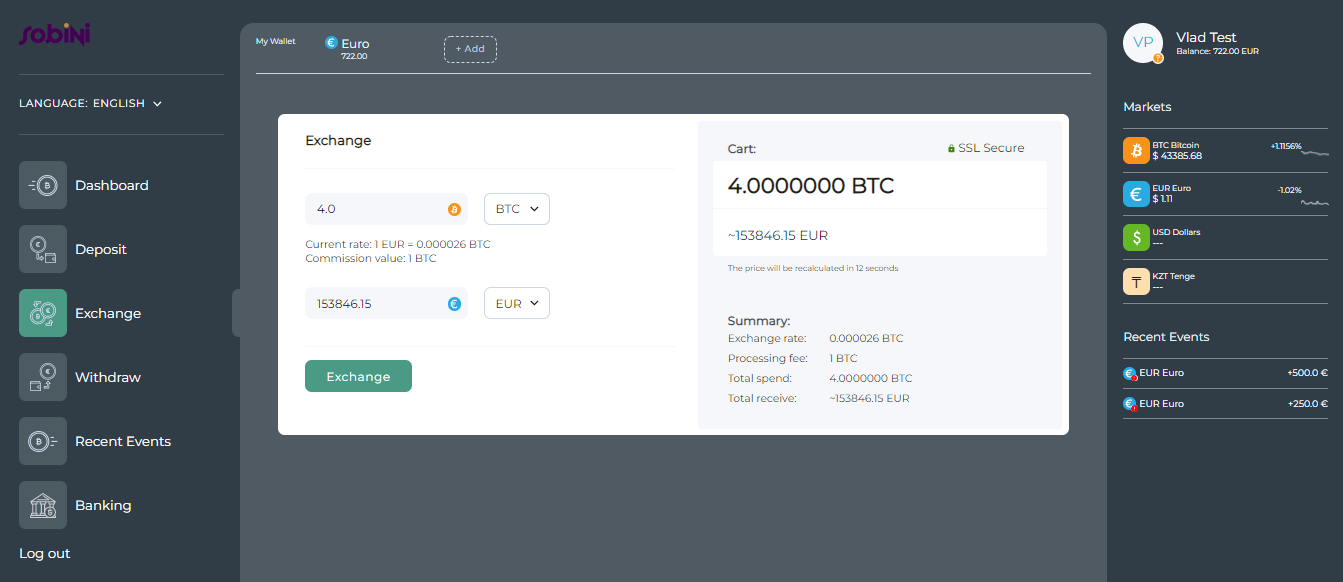 sobiNi
LANGUAGE: ENGLISH
Dashboard
Deposit
Exchange
Withdraw
Recent Events
Banking
Log out
My Wallet
Euro
722.00
+ Add
Exchange
4.0
BTC
Current rate: 1 EUR = 0.000026 BTC
Commission value: 1 BTC
153846.15
EUR
Exchange
Cart:
SSL Secure
4.0000000 BTC
~153846.15 EUR
The price will be recalculated in 12 seconds
Summary:
Exchange rate: 0.000026 BTC
Processing fee: 1 BTC
Total spend: 4.0000000 BTC
Total receive: ~153846.15 EUR
VP
?
Vlad Test
Balance: 722.00 EUR
Markets
BTC Bitcoin
$ 43385.68
+1.1156%
EUR Euro
$ 1.11
-1.02%
USD Dollars
---
KZT Tenge
---
Recent Events
EUR Euro +500.0 €
EUR Euro +250.0 €